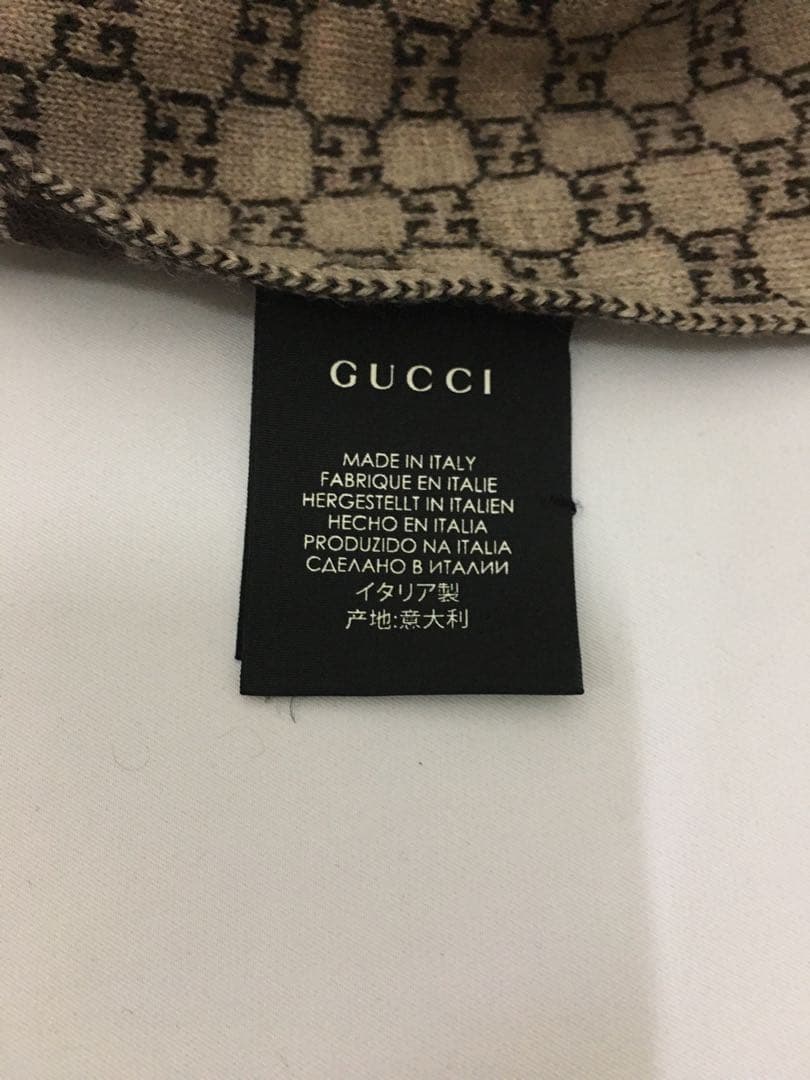 GUCCI
MADE IN ITALY
FABRIQUE EN ITALIE
HERGESTELLT IN ITALIEN
HECHO EN ITALIA
PRODUZIDO NA ITALIA
СДЕЛАНО В ИТАЛИИ
イタリア製
产地:意大利